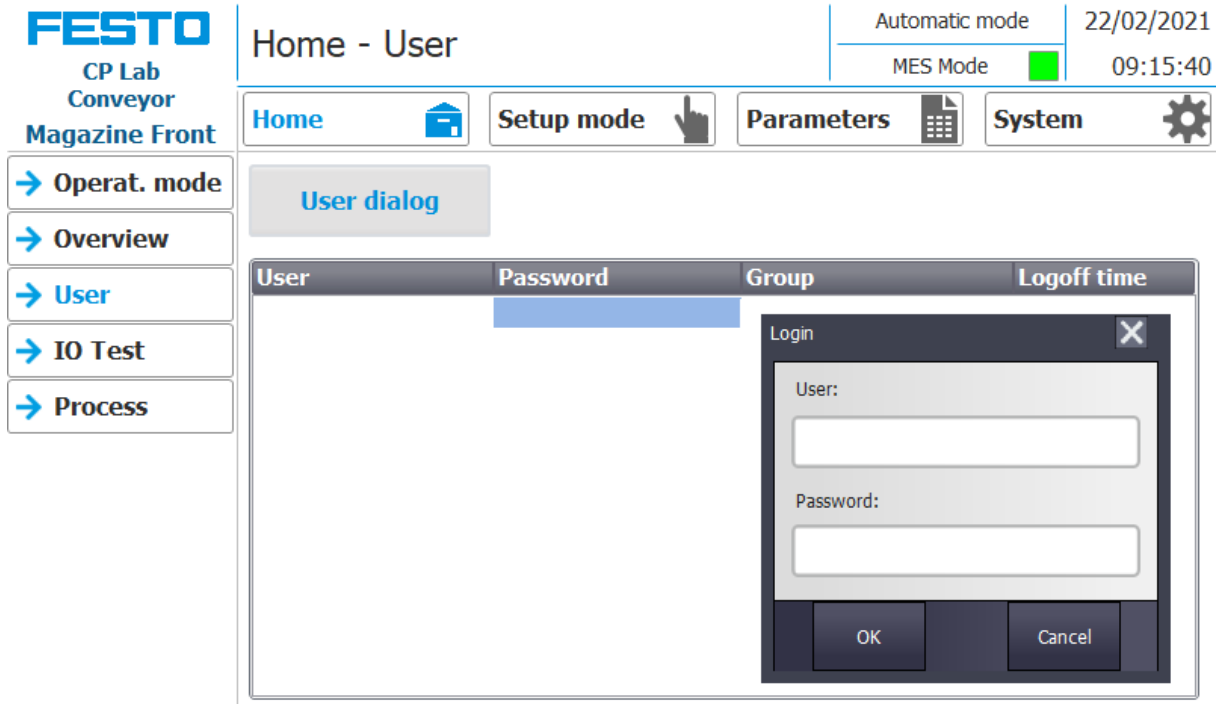 FESTO
CP Lab
Conveyor
Magazine Front
Home - User
Automatic mode
MES Mode
22/02/2021
09:15:40
Home
Setup mode
Parameters
System
Operat. mode
Overview
User
IO Test
Process
User dialog
User Password Group Logoff time
Login
User:
Password:
OK Cancel